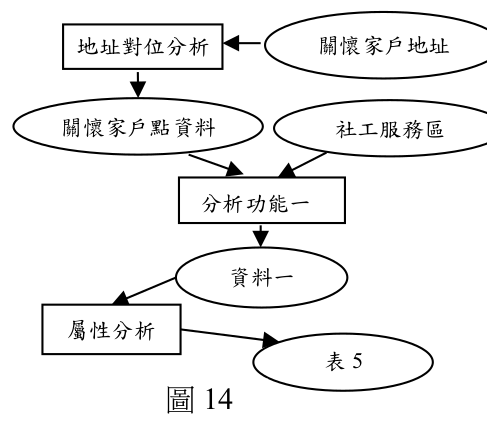 地址對位分析
關懷家戶地址
關懷家戶點資料
社工服務區
分析功能一
資料一
屬性分析
表 5
圖 14